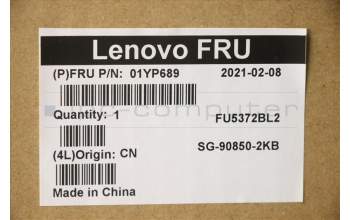 Lenovo FRU
(P)FRU P/N: 01YP689 2021-02-08
Quantity: 1 FU5372BL2
(4L)Origin: CN SG-90850-2KB
Made in China